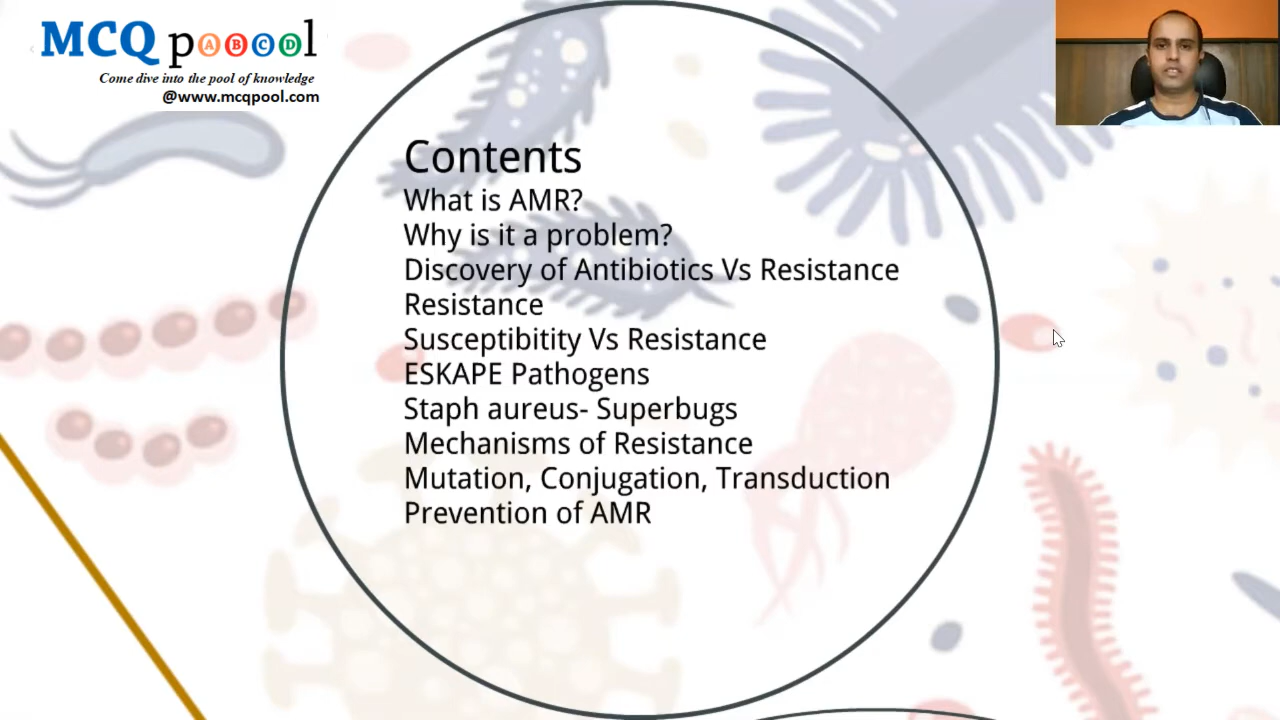 MCQ pooool
A B C D
Come dive into the pool of knowledge
@www.mcqpool.com
Contents
What is AMR?
Why is it a problem?
Discovery of Antibiotics Vs Resistance
Resistance
Susceptibitity Vs Resistance
ESKAPE Pathogens
Staph aureus- Superbugs
Mechanisms of Resistance
Mutation, Conjugation, Transduction
Prevention of AMR